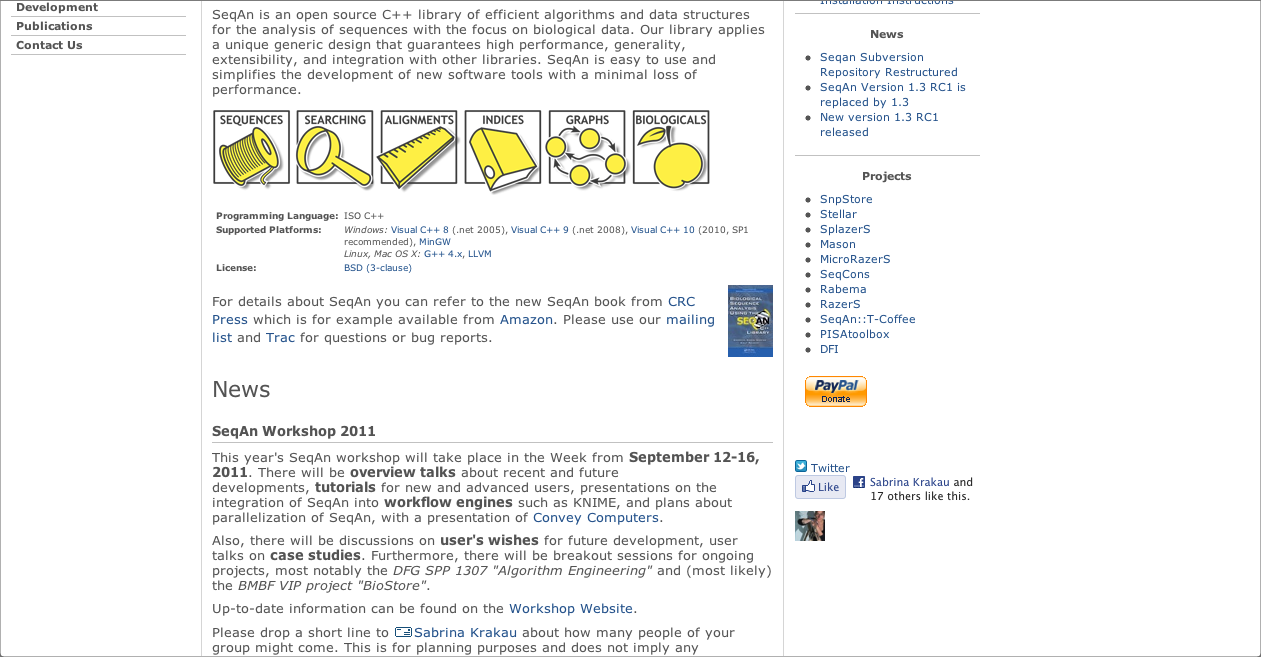 Development
Publications
Contact Us
SeqAn is an open source C++ library of efficient algorithms and data structures
for the analysis of sequences with the focus on biological data. Our library applies
a unique generic design that guarantees high performance, generality,
extensibility, and integration with other libraries. SeqAn is easy to use and
simplifies the development of new software tools with a minimal loss of
performance.
SEQUENCES SEARCHING ALIGNMENTS INDICES GRAPHS BIOLOGICALS
Programming Language: ISO C++
Supported Platforms: Windows: Visual C++ 8 (.net 2005), Visual C++ 9 (.net 2008), Visual C++ 10 (2010, SP1
recommended), MinGW
Linux, Mac OS X: G++ 4.x, LLVM
License: BSD (3-clause)
For details about SeqAn you can refer to the new SeqAn book from CRC
Press which is for example available from Amazon. Please use our mailing
list and Trac for questions or bug reports.
BIOLOGICAL
SEQUENCE
ANALYSIS
USING THE
SEQAN
C++
LIBRARY
News
SeqAn Workshop 2011
This year's SeqAn workshop will take place in the Week from September 12-16,
2011. There will be overview talks about recent and future
developments, tutorials for new and advanced users, presentations on the
integration of SeqAn into workflow engines such as KNIME, and plans about
parallelization of SeqAn, with a presentation of Convey Computers.
Also, there will be discussions on user's wishes for future development, user
talks on case studies. Furthermore, there will be breakout sessions for ongoing
projects, most notably the DFG SPP 1307 "Algorithm Engineering" and (most likely)
the BMBF VIP project "BioStore".
Up-to-date information can be found on the Workshop Website.
Please drop a short line to Sabrina Krakau about how many people of your
group might come. This is for planning purposes and does not imply any
Installation Instructions
News
Seqan Subversion
Repository Restructured
SeqAn Version 1.3 RC1 is
replaced by 1.3
New version 1.3 RC1
released
Projects
SnpStore
Stellar
SplazerS
Mason
MicroRazerS
SeqCons
Rabema
RazerS
SeqAn::T-Coffee
PISAtoolbox
DFI
PayPal
Donate
Twitter
Like
Sabrina Krakau and
17 others like this.